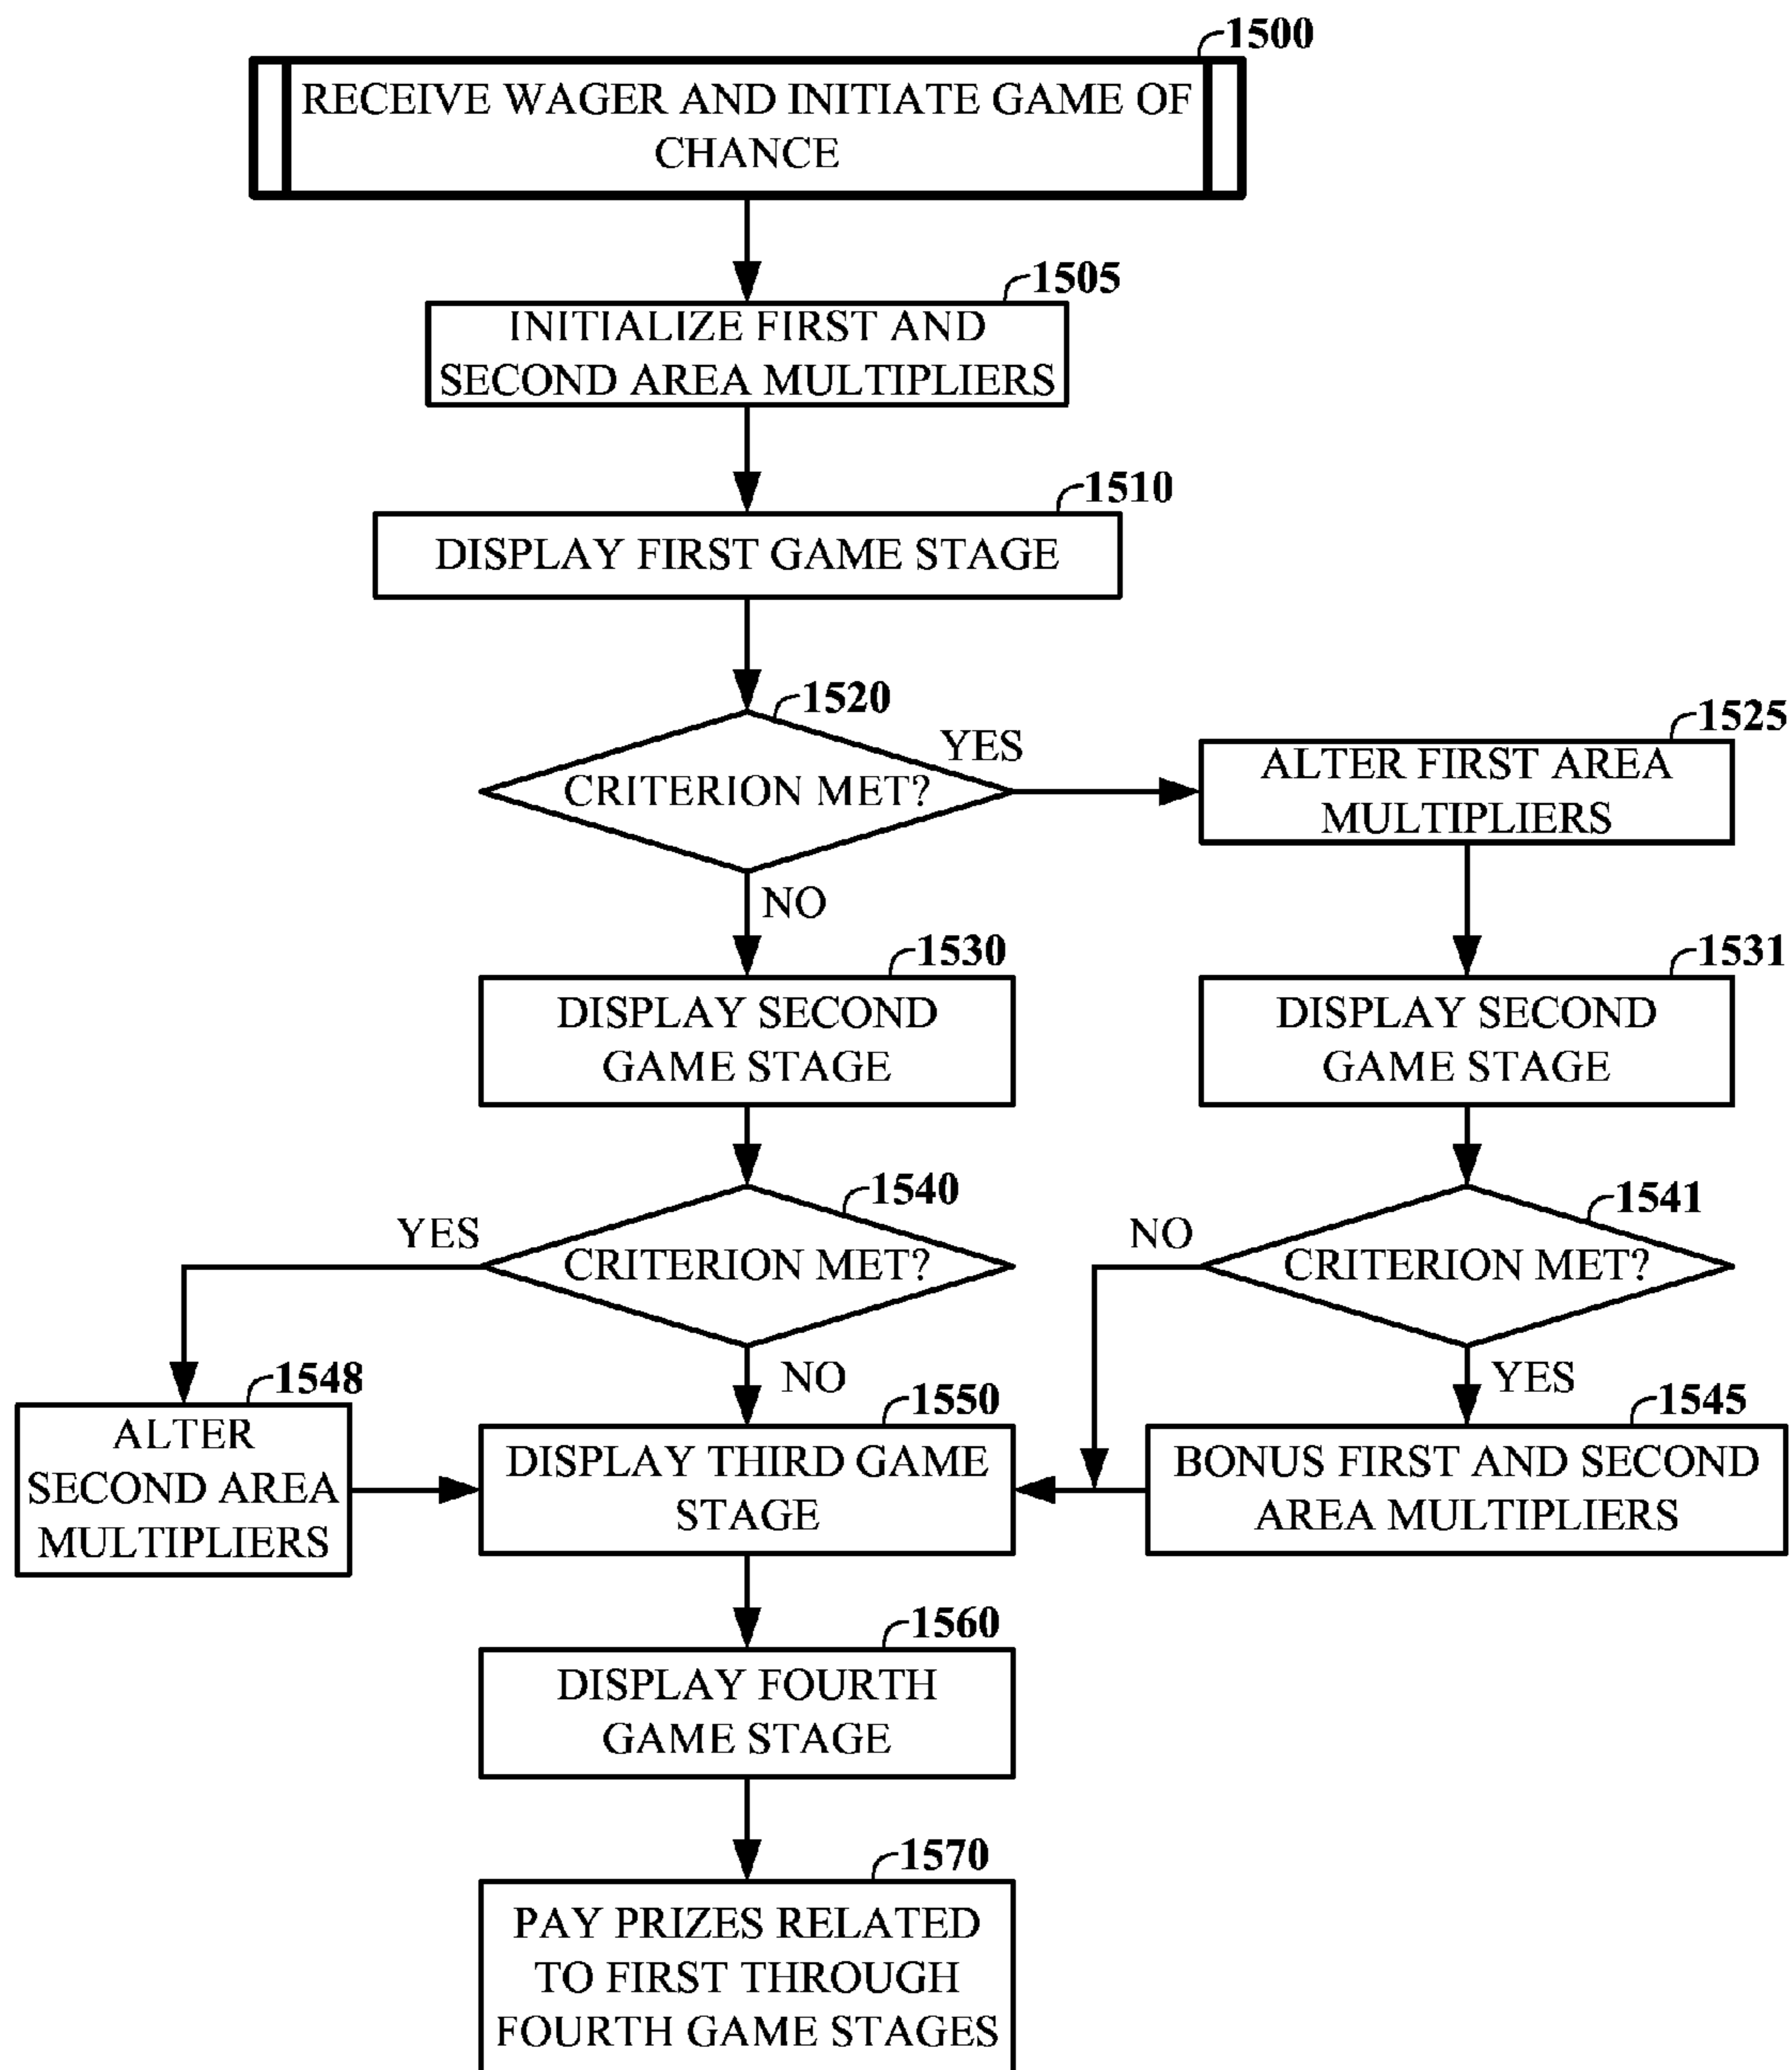 1500
RECEIVE WAGER AND INITIATE GAME OF
CHANCE
1505
INITIALIZE FIRST AND
SECOND AREA MULTIPLIERS
1510
DISPLAY FIRST GAME STAGE
1520
CRITERION MET?
YES
NO
1525
ALTER FIRST AREA
MULTIPLIERS
1530
DISPLAY SECOND
GAME STAGE
1531
DISPLAY SECOND
GAME STAGE
1540
CRITERION MET?
YES
NO
1541
CRITERION MET?
NO
YES
1548
ALTER
SECOND AREA
MULTIPLIERS
1550
DISPLAY THIRD GAME
STAGE
1545
BONUS FIRST AND SECOND
AREA MULTIPLIERS
1560
DISPLAY FOURTH
GAME STAGE
1570
PAY PRIZES RELATED
TO FIRST THROUGH
FOURTH GAME STAGES